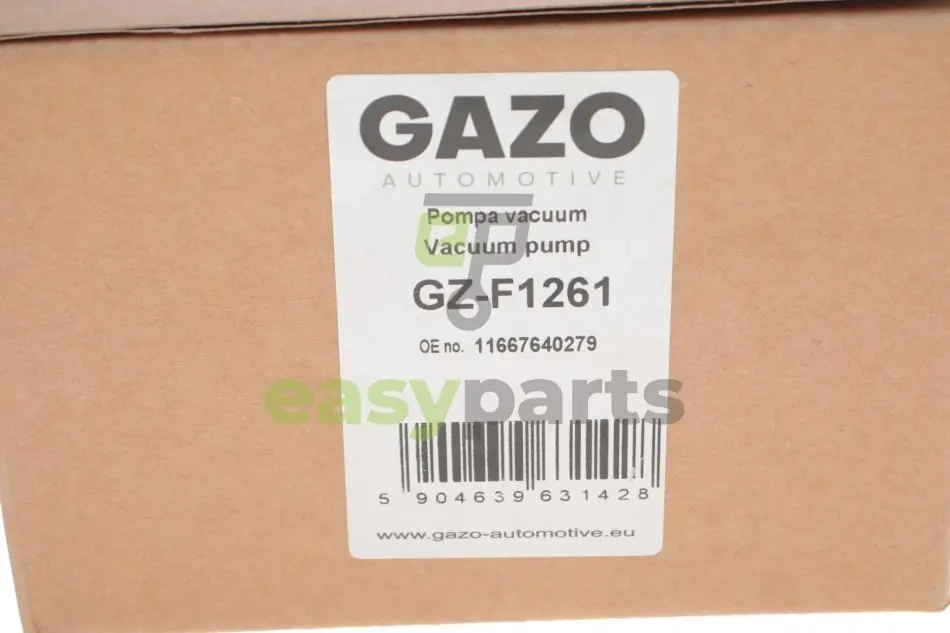 GAZO
AUTOMOTIVE
Pompa vacuum
Vacuum pump
GZ-F1261
OE no. 11667640279
easyparts
5 904639 631428
www.gazo-automotive.eu